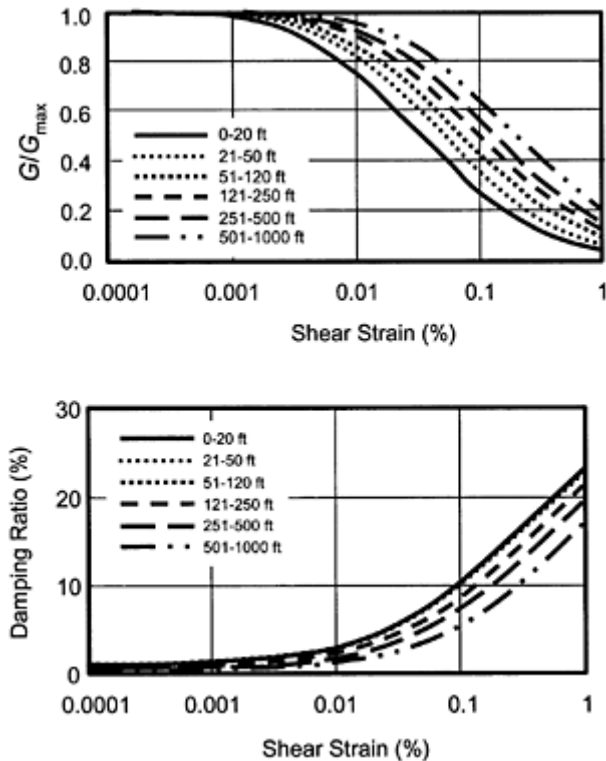 1.0
0.8
0.6
0.4
0.2
0.0
G/Gmax
0-20 ft
21-50 ft
51-120 ft
121-250 ft
251-500 ft
501-1000 ft
0.0001 0.001 0.01 0.1 1
Shear Strain (%)
30
20
10
0
Damping Ratio (%)
0-20 ft
21-50 ft
51-120 ft
121-250 ft
251-500 ft
501-1000 ft
0.0001 0.001 0.01 0.1 1
Shear Strain (%)